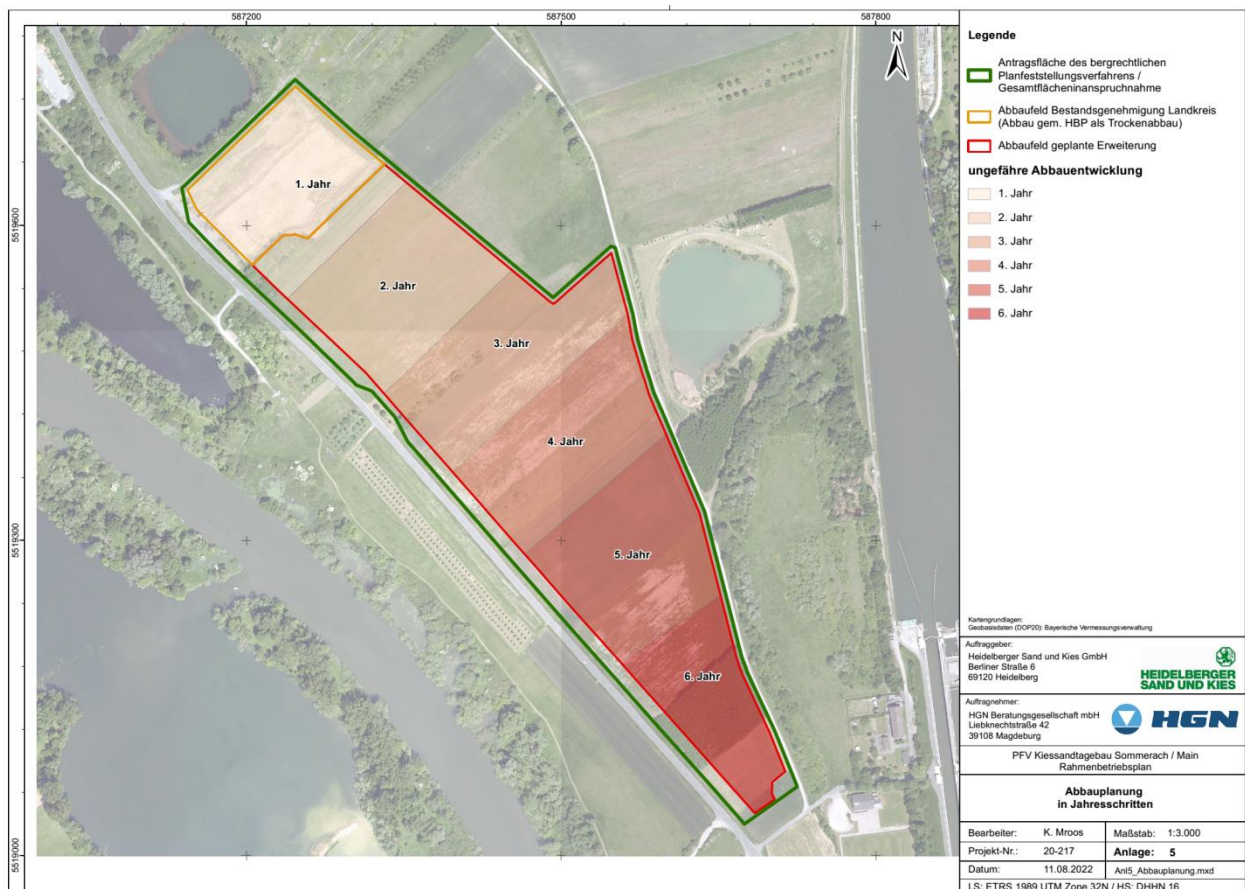 587200
587500
587800
5519600
5519300
5519000
N
1. Jahr
2. Jahr
3. Jahr
4. Jahr
5. Jahr
6. Jahr
Legende
Antragsfläche des bergrechtlichen
Planfeststellungsverfahrens /
Gesamtflächeninanspruchnahme
Abbaufeld Bestandsgenehmigung Landkreis
(Abbau gem. HBP als Trockenabbau)
Abbaufeld geplante Erweiterung
ungefähre Abbauentwicklung
1. Jahr
2. Jahr
3. Jahr
4. Jahr
5. Jahr
6. Jahr
Kartengrundlagen:
Geobasisdaten (DOP20): Bayerische Vermessungsverwaltung
Auftraggeber:
Heidelberger Sand und Kies GmbH
Berliner Straße 6
69120 Heidelberg
HEIDELBERGER
SAND UND KIES
Auftragnehmer:
HGN Beratungsgesellschaft mbH
Liebknechtstraße 42
39108 Magdeburg
HGN
PFV Kiessandtagebau Sommerach / Main
Rahmenbetriebsplan
Abbauplanung
in Jahresschritten
Bearbeiter: K. Mroos Maßstab: 1:3.000
Projekt-Nr.: 20-217 Anlage: 5
Datum: 11.08.2022 Anl5_Abbauplanung.mxd
LS: ETRS 1989 UTM Zone 32N / HS: DHHN 16